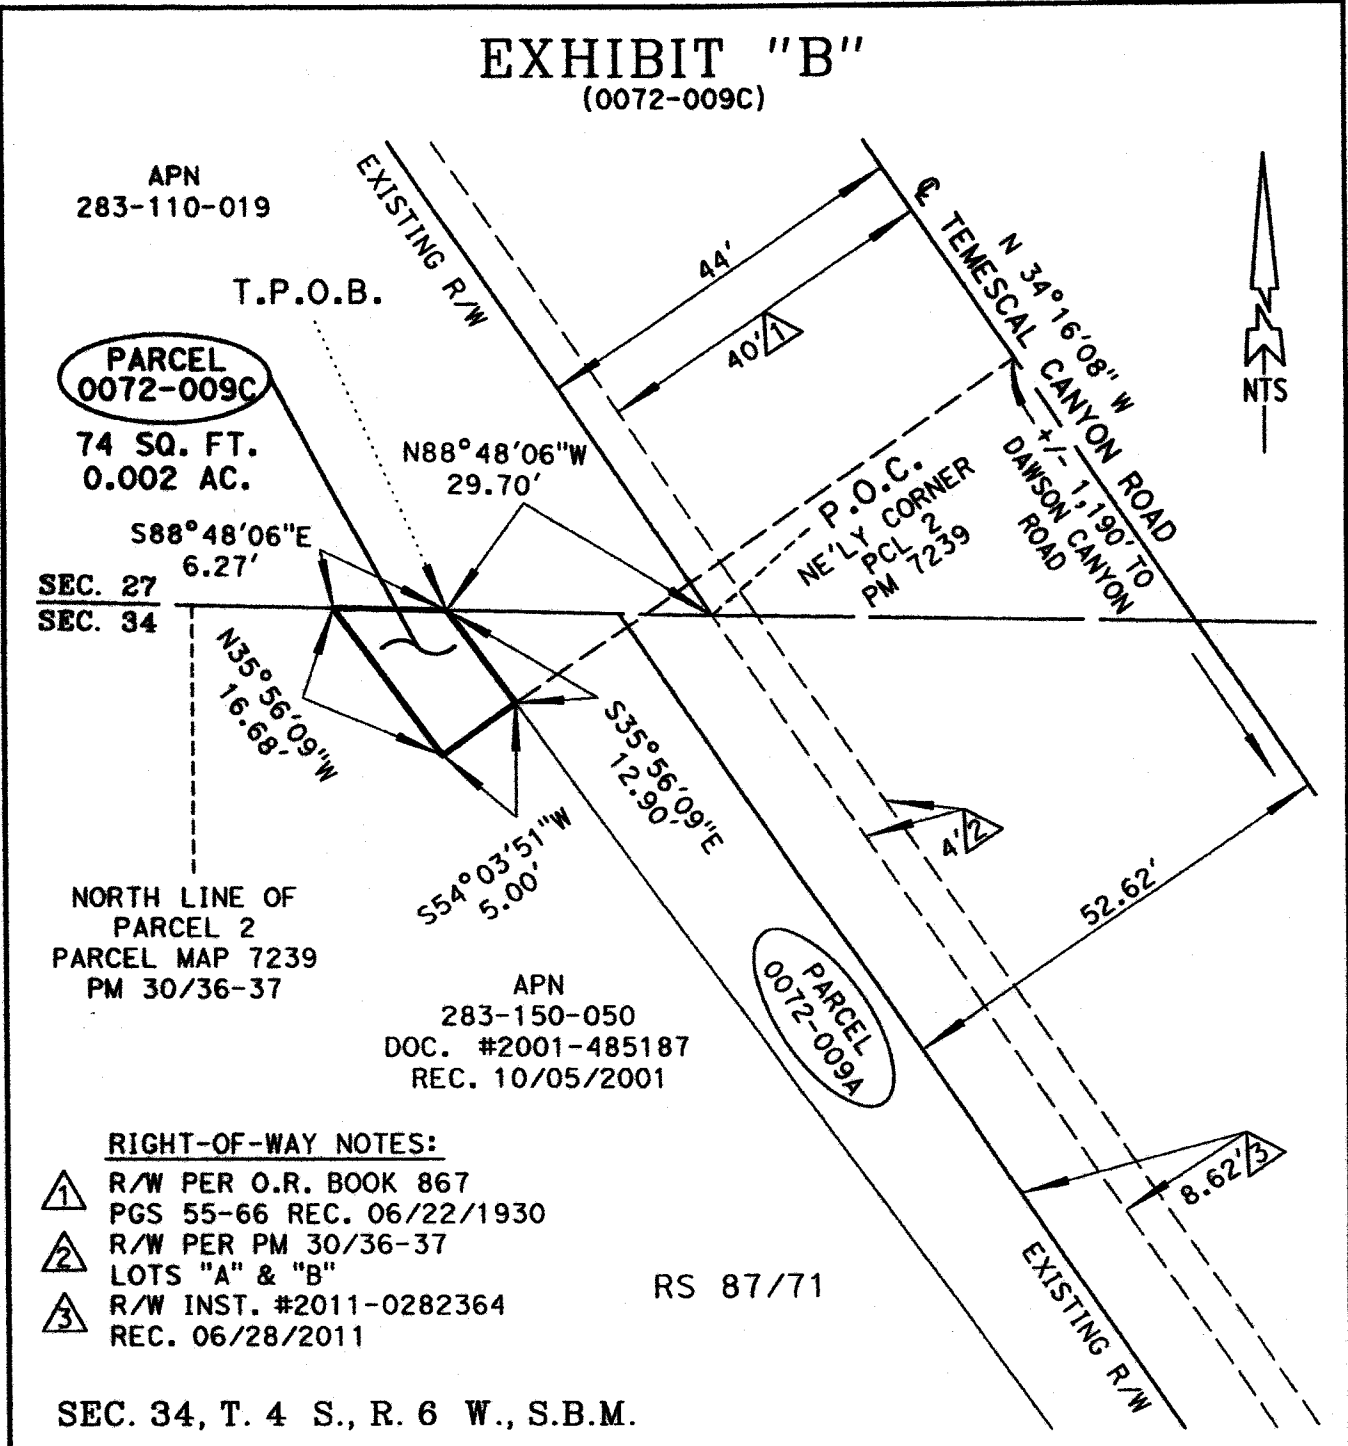 EXHIBIT "B"
(0072-009C)
APN
283-110-019
EXISTING R/W
44'
40' 1
℄ TEMESCAL CANYON ROAD
N 34°16'08" W
NTS
T.P.O.B.
PARCEL
0072-009C
74 SQ. FT.
0.002 AC.
N88°48'06"W
29.70'
S88°48'06"E
6.27'
P.O.C.
NE'LY CORNER
PCL 2
PM 7239
+/- 1,190' TO
DAWSON CANYON
ROAD
SEC. 27
SEC. 34
N35°56'09"W
16.68'
S35°56'09"E
12.90'
S54°03'51"W
5.00'
4' 2
52.62'
NORTH LINE OF
PARCEL 2
PARCEL MAP 7239
PM 30/36-37
APN
283-150-050
DOC. #2001-485187
REC. 10/05/2001
PARCEL
0072-009A
8.62' 3
EXISTING R/W
RIGHT-OF-WAY NOTES:
1 R/W PER O.R. BOOK 867
PGS 55-66 REC. 06/22/1930
2 R/W PER PM 30/36-37
LOTS "A" & "B"
3 R/W INST. #2011-0282364
REC. 06/28/2011
RS 87/71
SEC. 34, T. 4 S., R. 6 W., S.B.M.